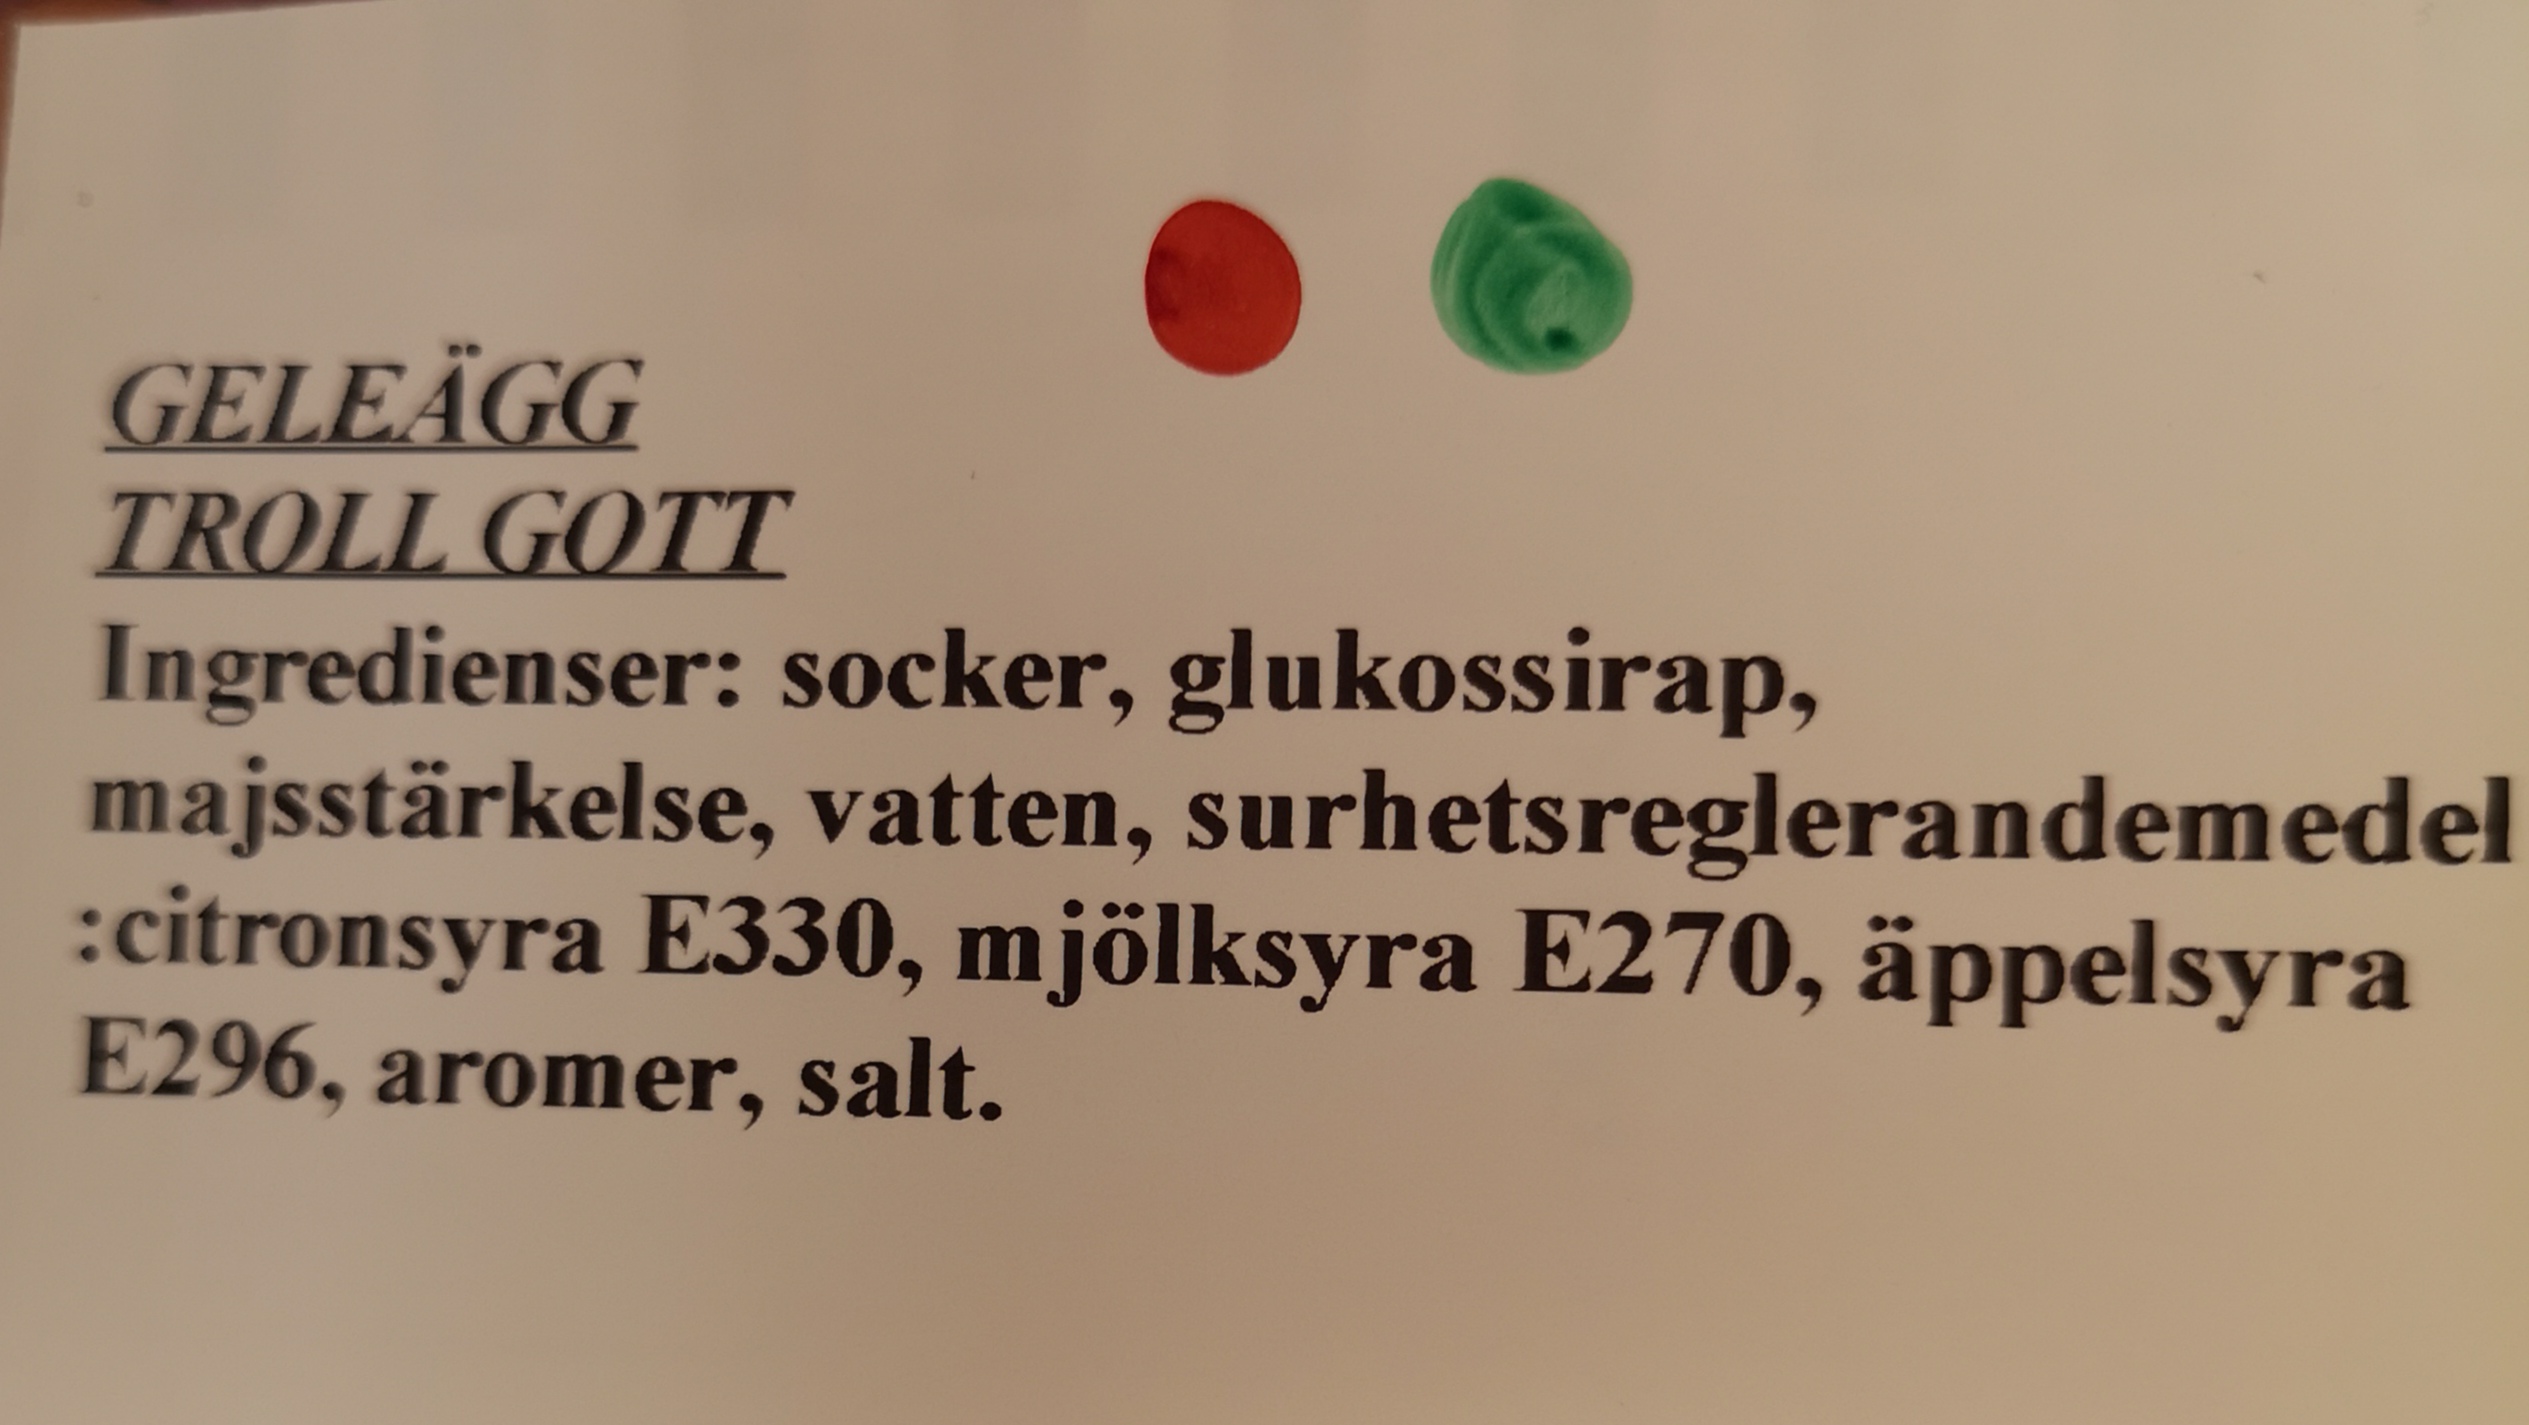 GELEÄGG
TROLL GOTT
Ingredienser: socker, glukossirap,
majsstärkelse, vatten, surhetsreglerandemedel
:citronsyra E330, mjölksyra E270, äppelsyra
E296, aromer, salt.